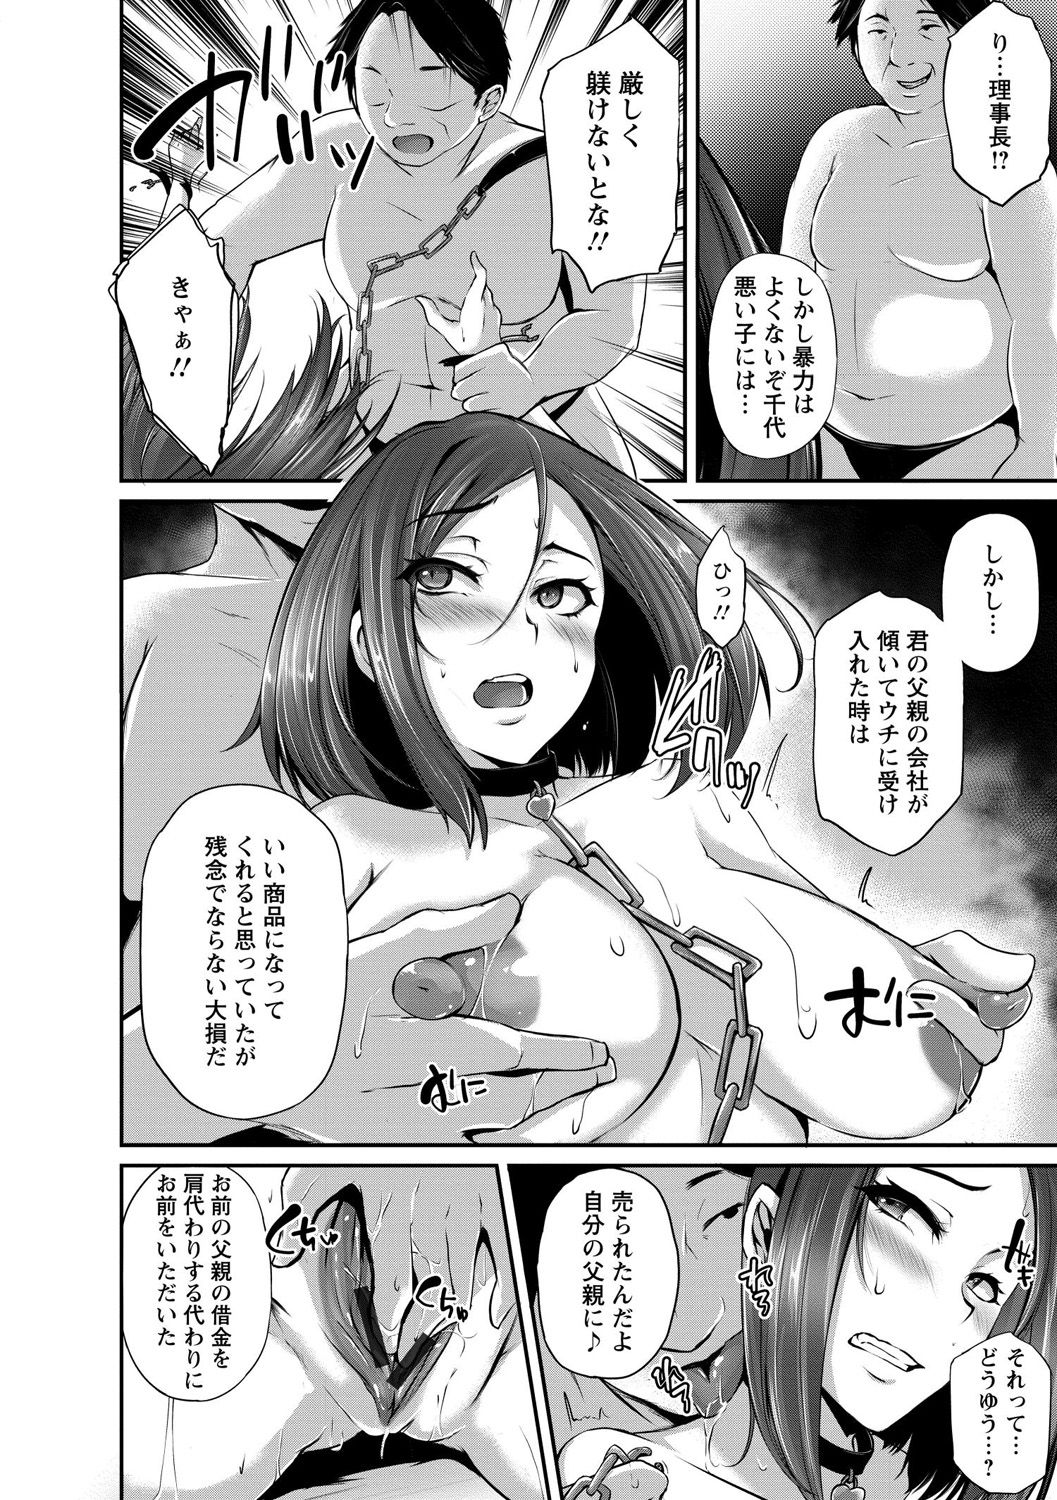 り…理事長!?
しかし暴力は
よくないぞ千代
悪い子には…
厳しく
躾けないとな!!
ガッ
きゃぁ!!
しかし…
君の父親の会社が
傾いてウチに受け
入れた時は
ひっ!!
むに
むに
いい商品になって
くれると思っていたが
残念でならない大損だ
それって…
どうゆう…?
売られたんだよ
自分の父親に♪
れろ
くちゅ
くちゅ
お前の父親の借金を
肩代わりする代わりに
お前をいただいた